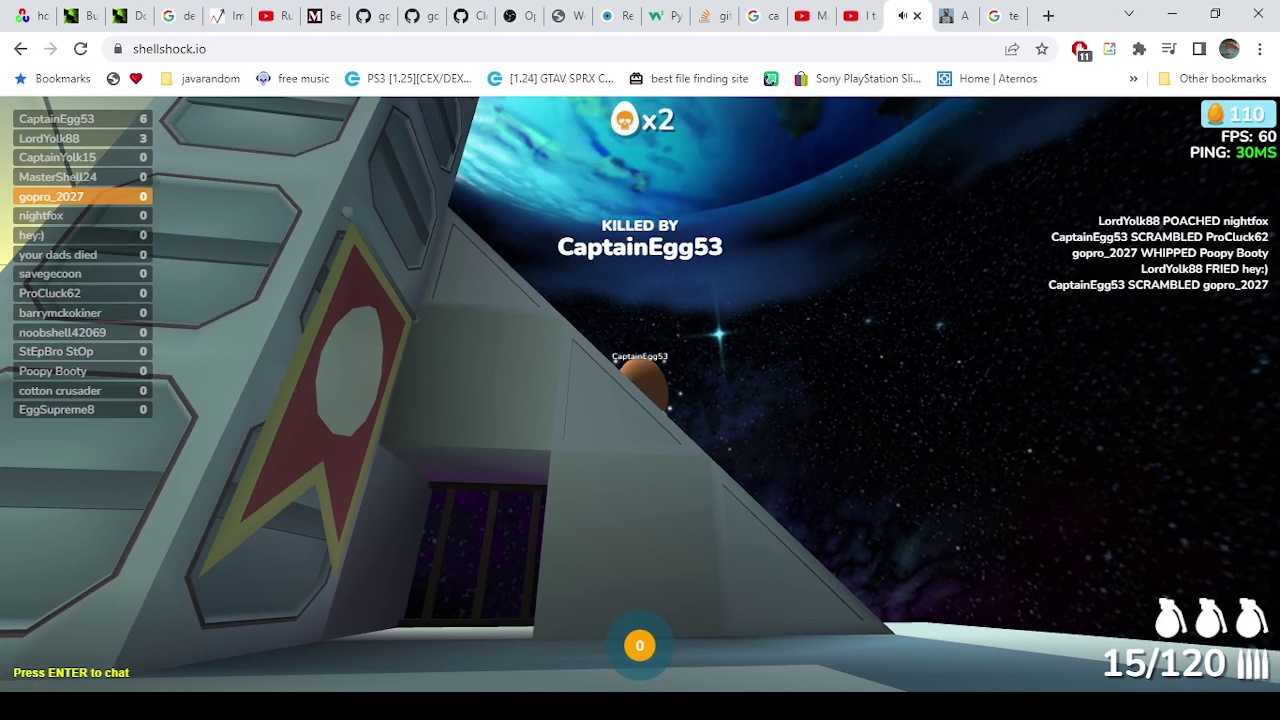 hc
Bu
Dc
de
Im
Ru
Be
gc
gc
Cl
Op
W
Re
Py
git
ca
M
I t
A
te
shellshock.io
11
Bookmarks
javarandom
free music
PS3 [1.25](CEX/DEX...
[1.24] GTAV SPRX C...
best file finding site
Sony PlayStation Sli...
Home | Aternos
Other bookmarks
CaptainEgg53 6
LordYolk88 3
CaptainYolk15 0
MasterShell24 0
gopro_2027 0
nightfox 0
hey:) 0
your dads died 0
savegecoon 0
ProCluck62 0
barrymckokiner 0
noobshell42069 0
StEpBro StOp 0
Poopy Booty 0
cotton crusader 0
EggSupreme8 0
x2
110
FPS: 60
PING: 30MS
KILLED BY
CaptainEgg53
LordYolk88 POACHED nightfox
CaptainEgg53 SCRAMBLED ProCluck62
gopro_2027 WHIPPED Poopy Booty
LordYolk88 FRIED hey:)
CaptainEgg53 SCRAMBLED gopro_2027
CaptainEgg53
0
15/120
Press ENTER to chat